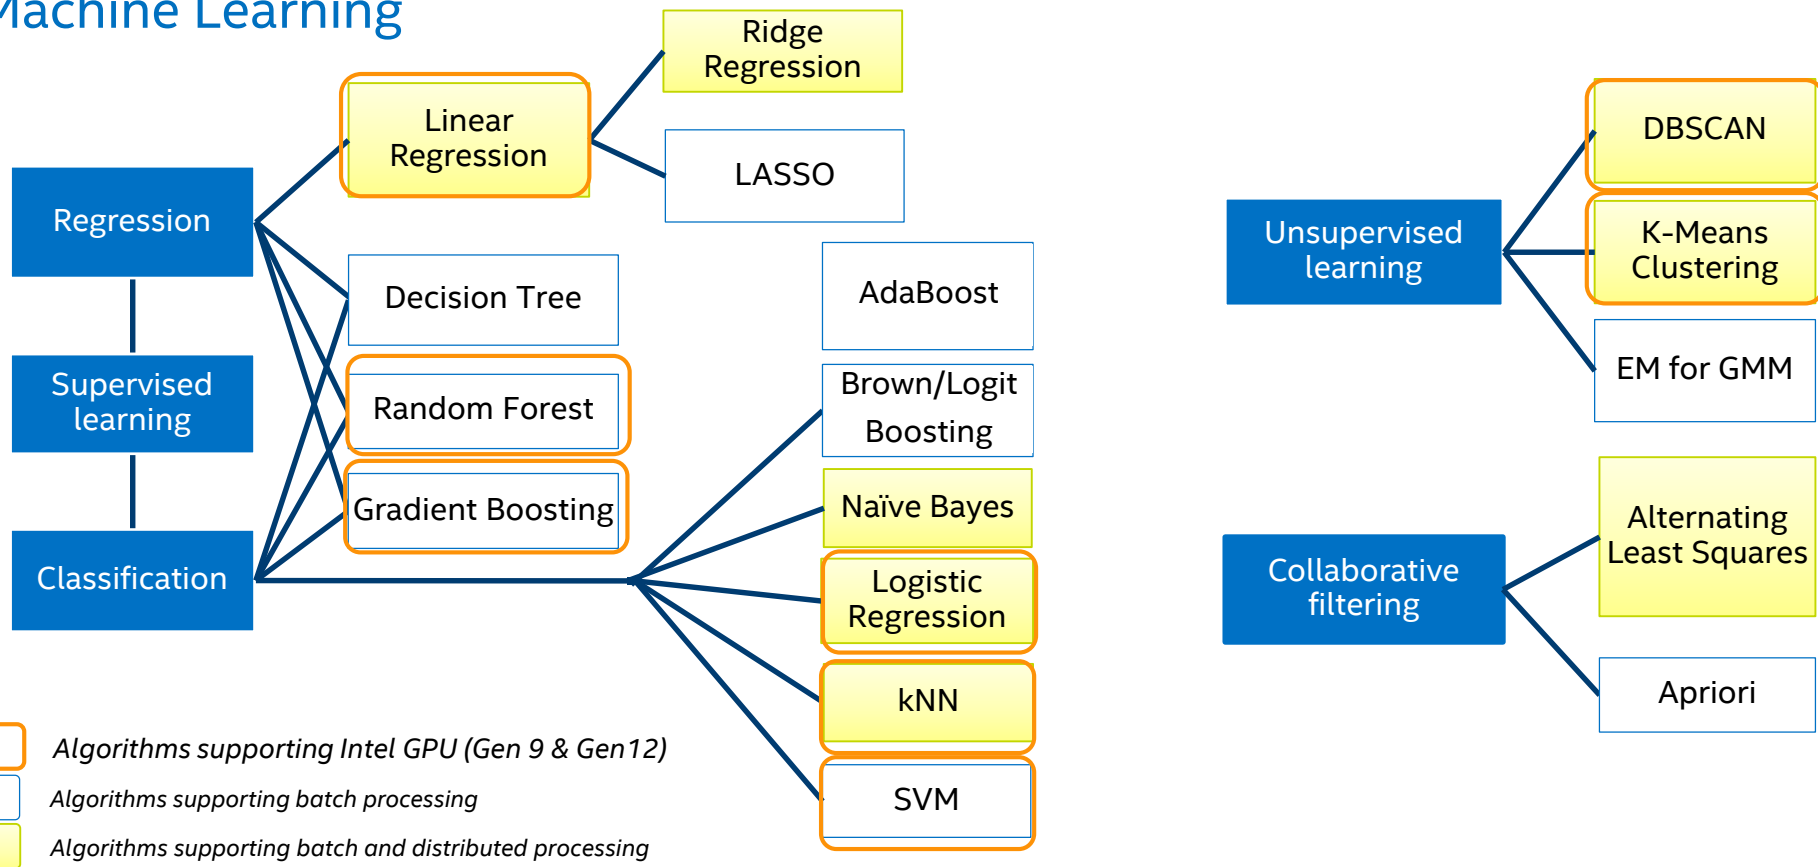 Machine Learning
Ridge
Regression
Linear
Regression
LASSO
Regression
Decision Tree
AdaBoost
Supervised
learning
Random Forest
Brown/Logit
Boosting
Gradient Boosting
Naïve Bayes
Classification
Logistic
Regression
kNN
SVM
Unsupervised
learning
DBSCAN
K-Means
Clustering
EM for GMM
Collaborative
filtering
Alternating
Least Squares
Apriori
Algorithms supporting Intel GPU (Gen 9 & Gen12)
Algorithms supporting batch processing
Algorithms supporting batch and distributed processing